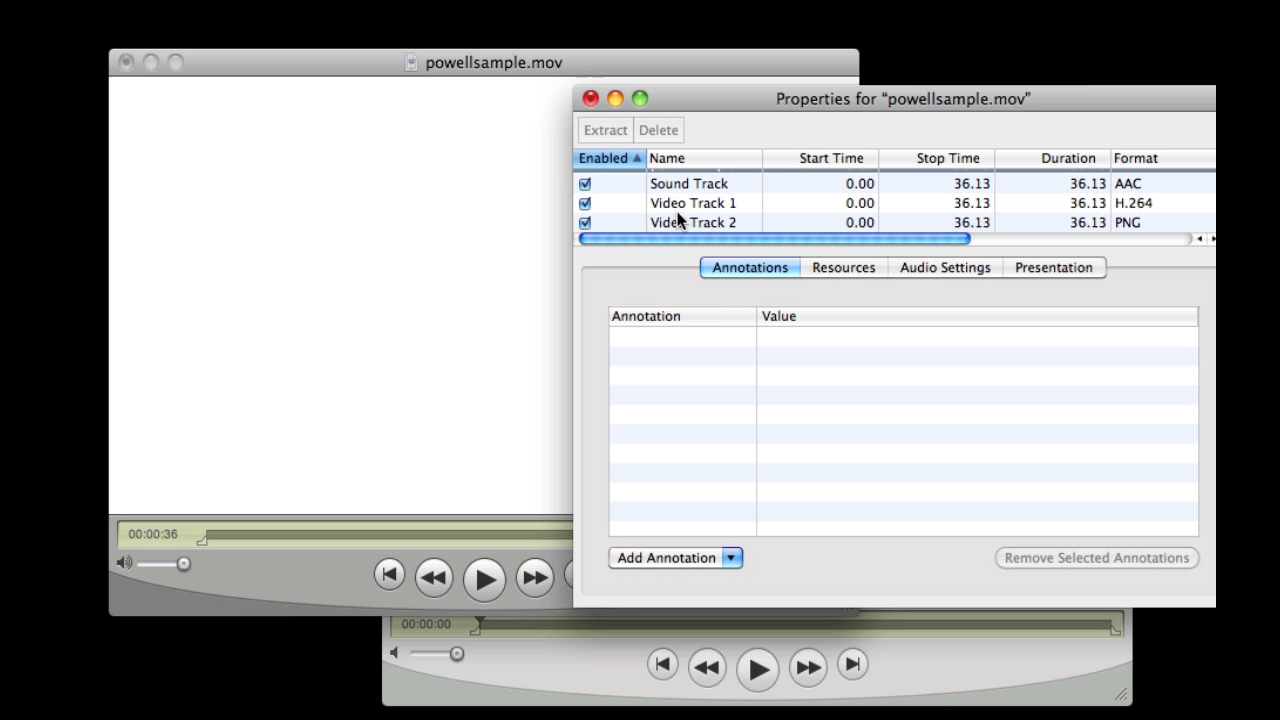 powellsample.mov
Properties for “powellsample.mov”
Extract Delete
Enabled Name Start Time Stop Time Duration Format
Sound Track 0.00 36.13 36.13 AAC
Video Track 1 0.00 36.13 36.13 H.264
Video Track 2 0.00 36.13 36.13 PNG
Annotations Resources Audio Settings Presentation
Annotation Value
00:00:36
Add Annotation Remove Selected Annotations
00:00:00